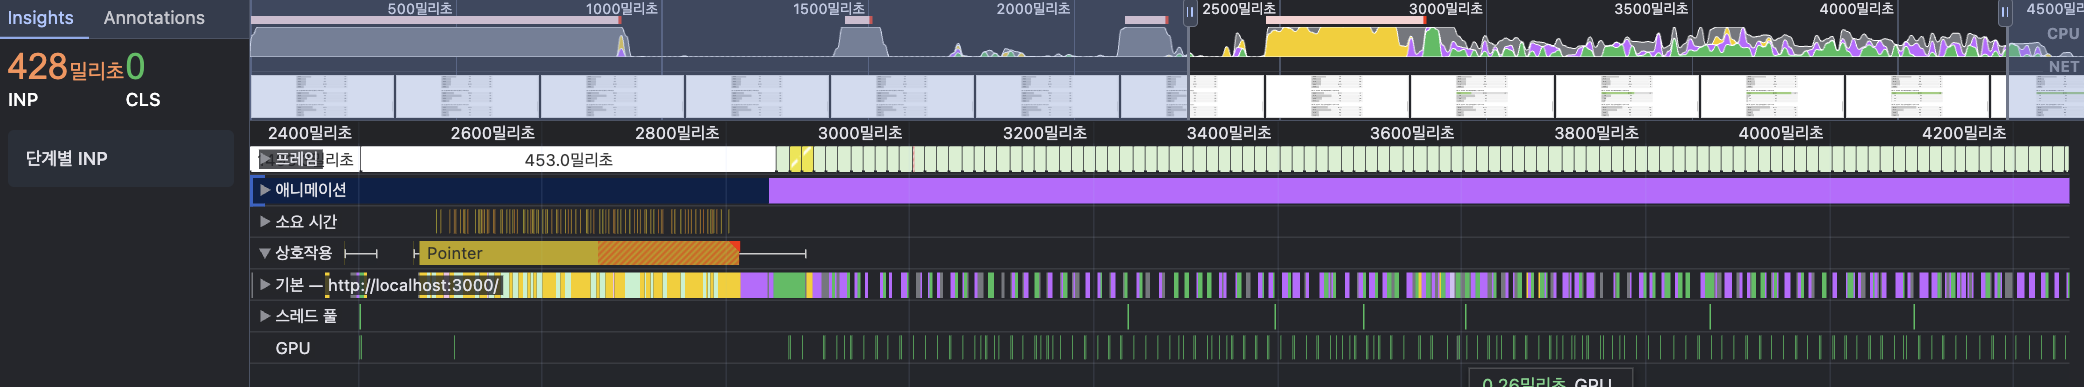 Insights Annotations
428밀리초 0
INP CLS
단계별 INP
500밀리초 1000밀리초 1500밀리초 2000밀리초 2500밀리초 3000밀리초 3500밀리초 4000밀리초 4500밀리
CPU
NET
2400밀리초 2600밀리초 2800밀리초 3000밀리초 3200밀리초 3400밀리초 3600밀리초 3800밀리초 4000밀리초 4200밀리초
프레임 리초 453.0밀리초
애니메이션
소요 시간
상호작용 Pointer
기본 — http://localhost:3000/
스레드 풀
GPU
0.26밀리초 GPU